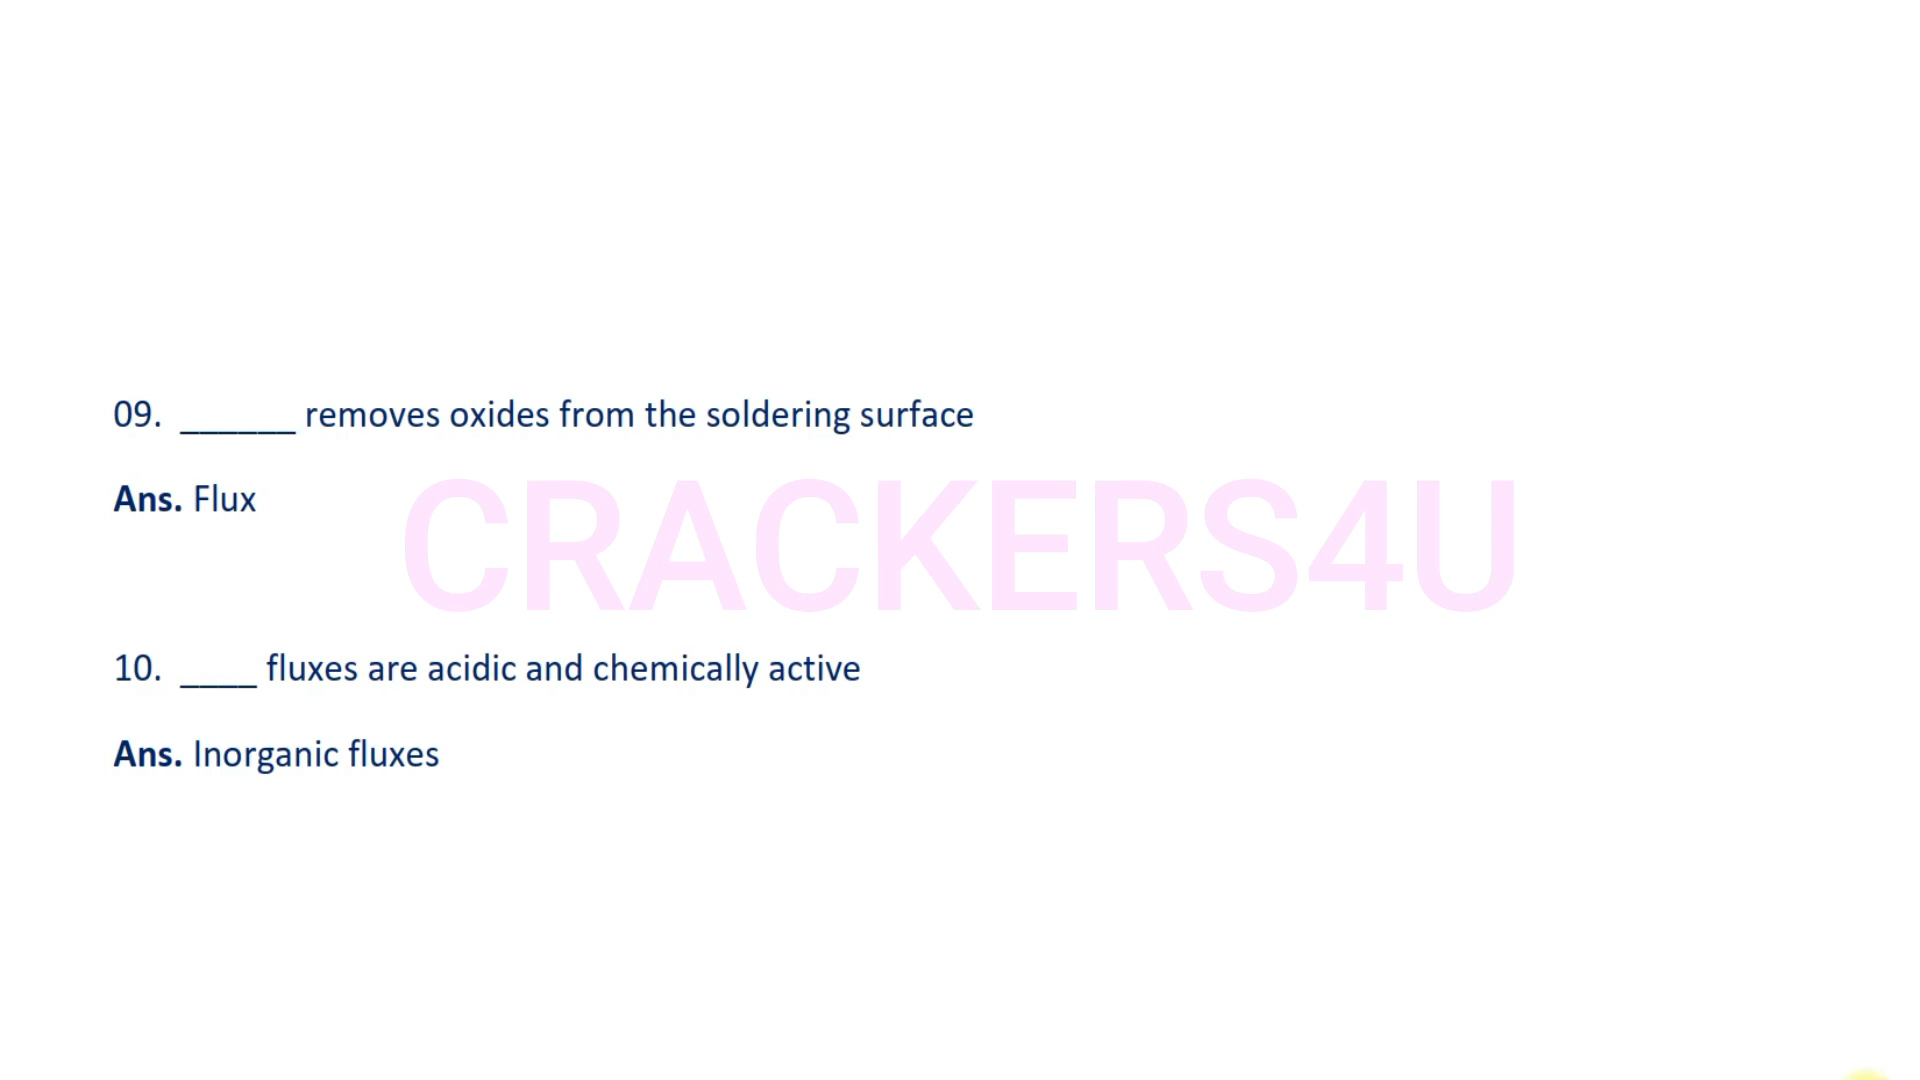 09. ______ removes oxides from the soldering surface
Ans. Flux
CRACKERS4U
10. ____ fluxes are acidic and chemically active
Ans. Inorganic fluxes